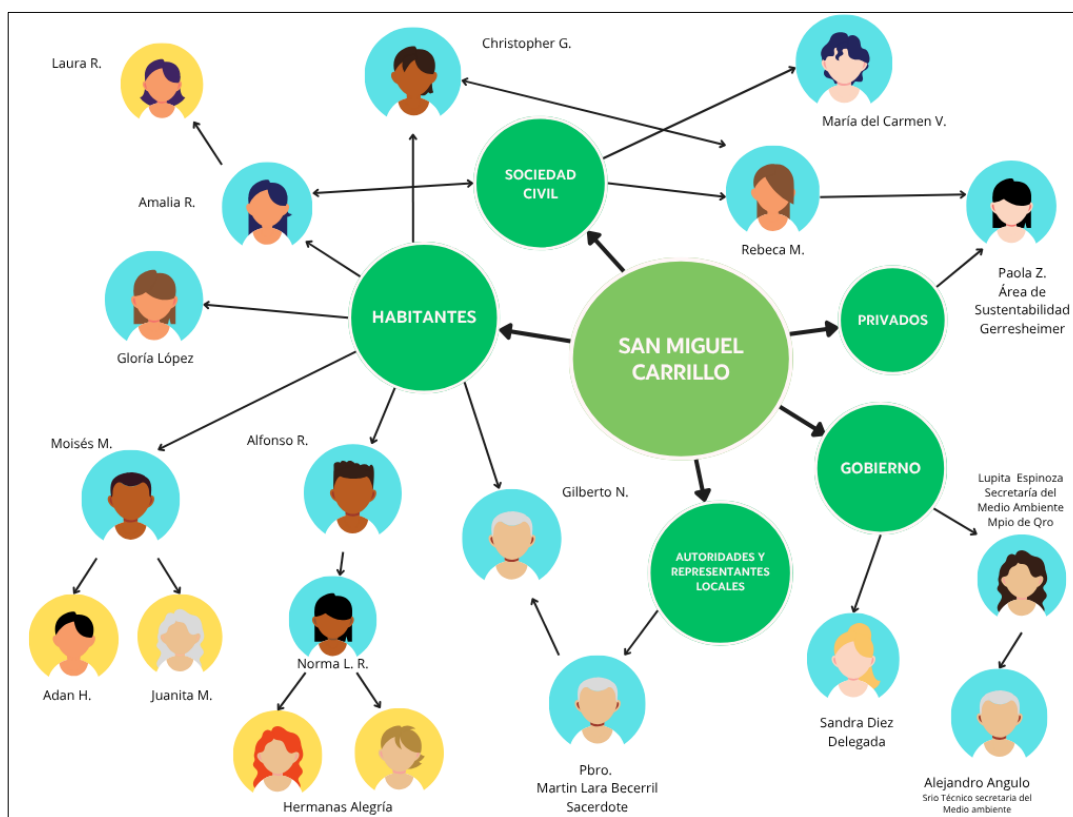 Christopher G.
Laura R.
María del Carmen V.
SOCIEDAD
CIVIL
Amalia R.
Rebeca M.
Paola Z.
Área de
Sustentabilidad
Gerresheimer
HABITANTES
PRIVADOS
Gloría López
SAN MIGUEL
CARRILLO
Moisés M.
Alfonso R.
GOBIERNO
Lupita Espinoza
Secretaría del
Medio Ambiente
Mpio de Qro
Gilberto N.
AUTORIDADES Y
REPRESENTANTES
LOCALES
Adan H.
Juanita M.
Norma L. R.
Sandra Diez
Delegada
Hermanas Alegría
Pbro.
Martin Lara Becerril
Sacerdote
Alejandro Angulo
Srio Técnico secretaria del
Medio ambiente